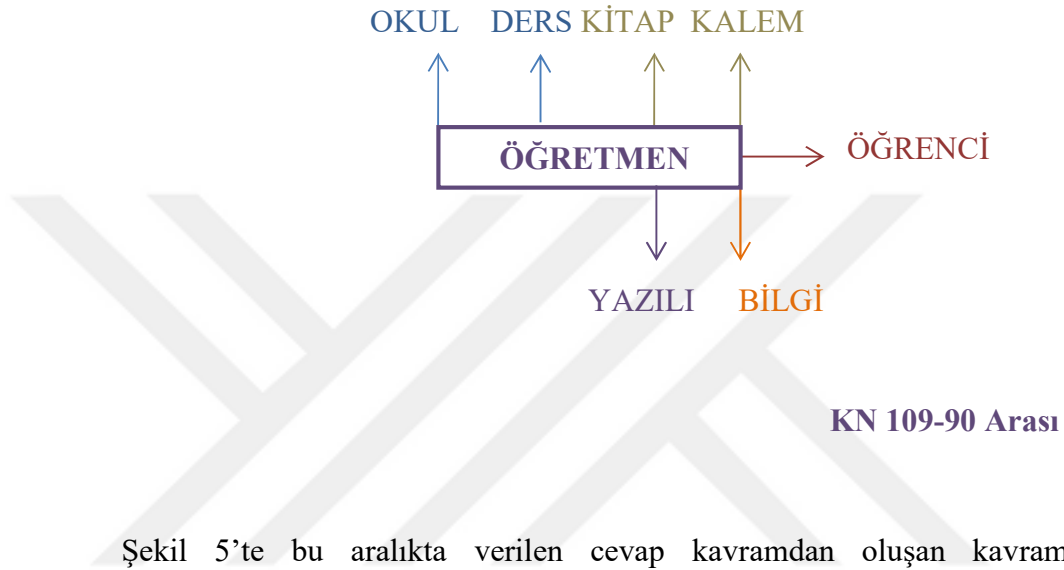 OKUL DERS KİTAP KALEM
ÖĞRETMEN
ÖĞRENCİ
YAZILI BİLGİ
KN 109-90 Arası
Şekil 5’te bu aralıkta verilen cevap kavramdan oluşan kavram